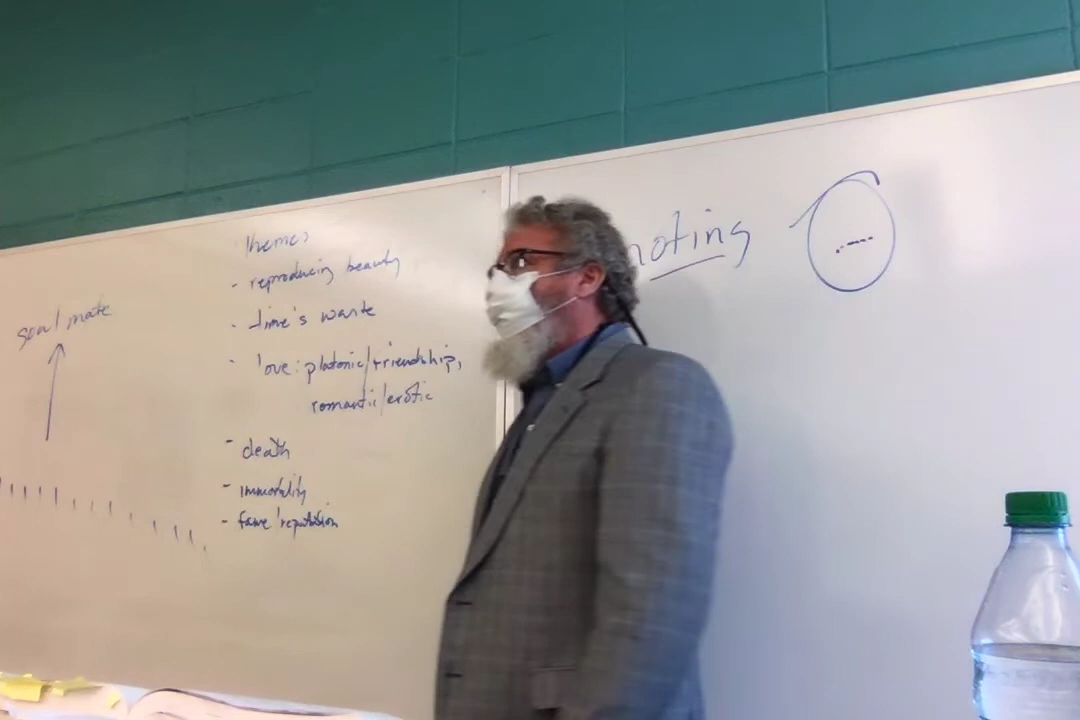 Themes
- reproducing beauty
- time's waste
- love: platonic/friendship,
romantic/erotic
- death
- immortality
- fame/reputation
soul mate
noting